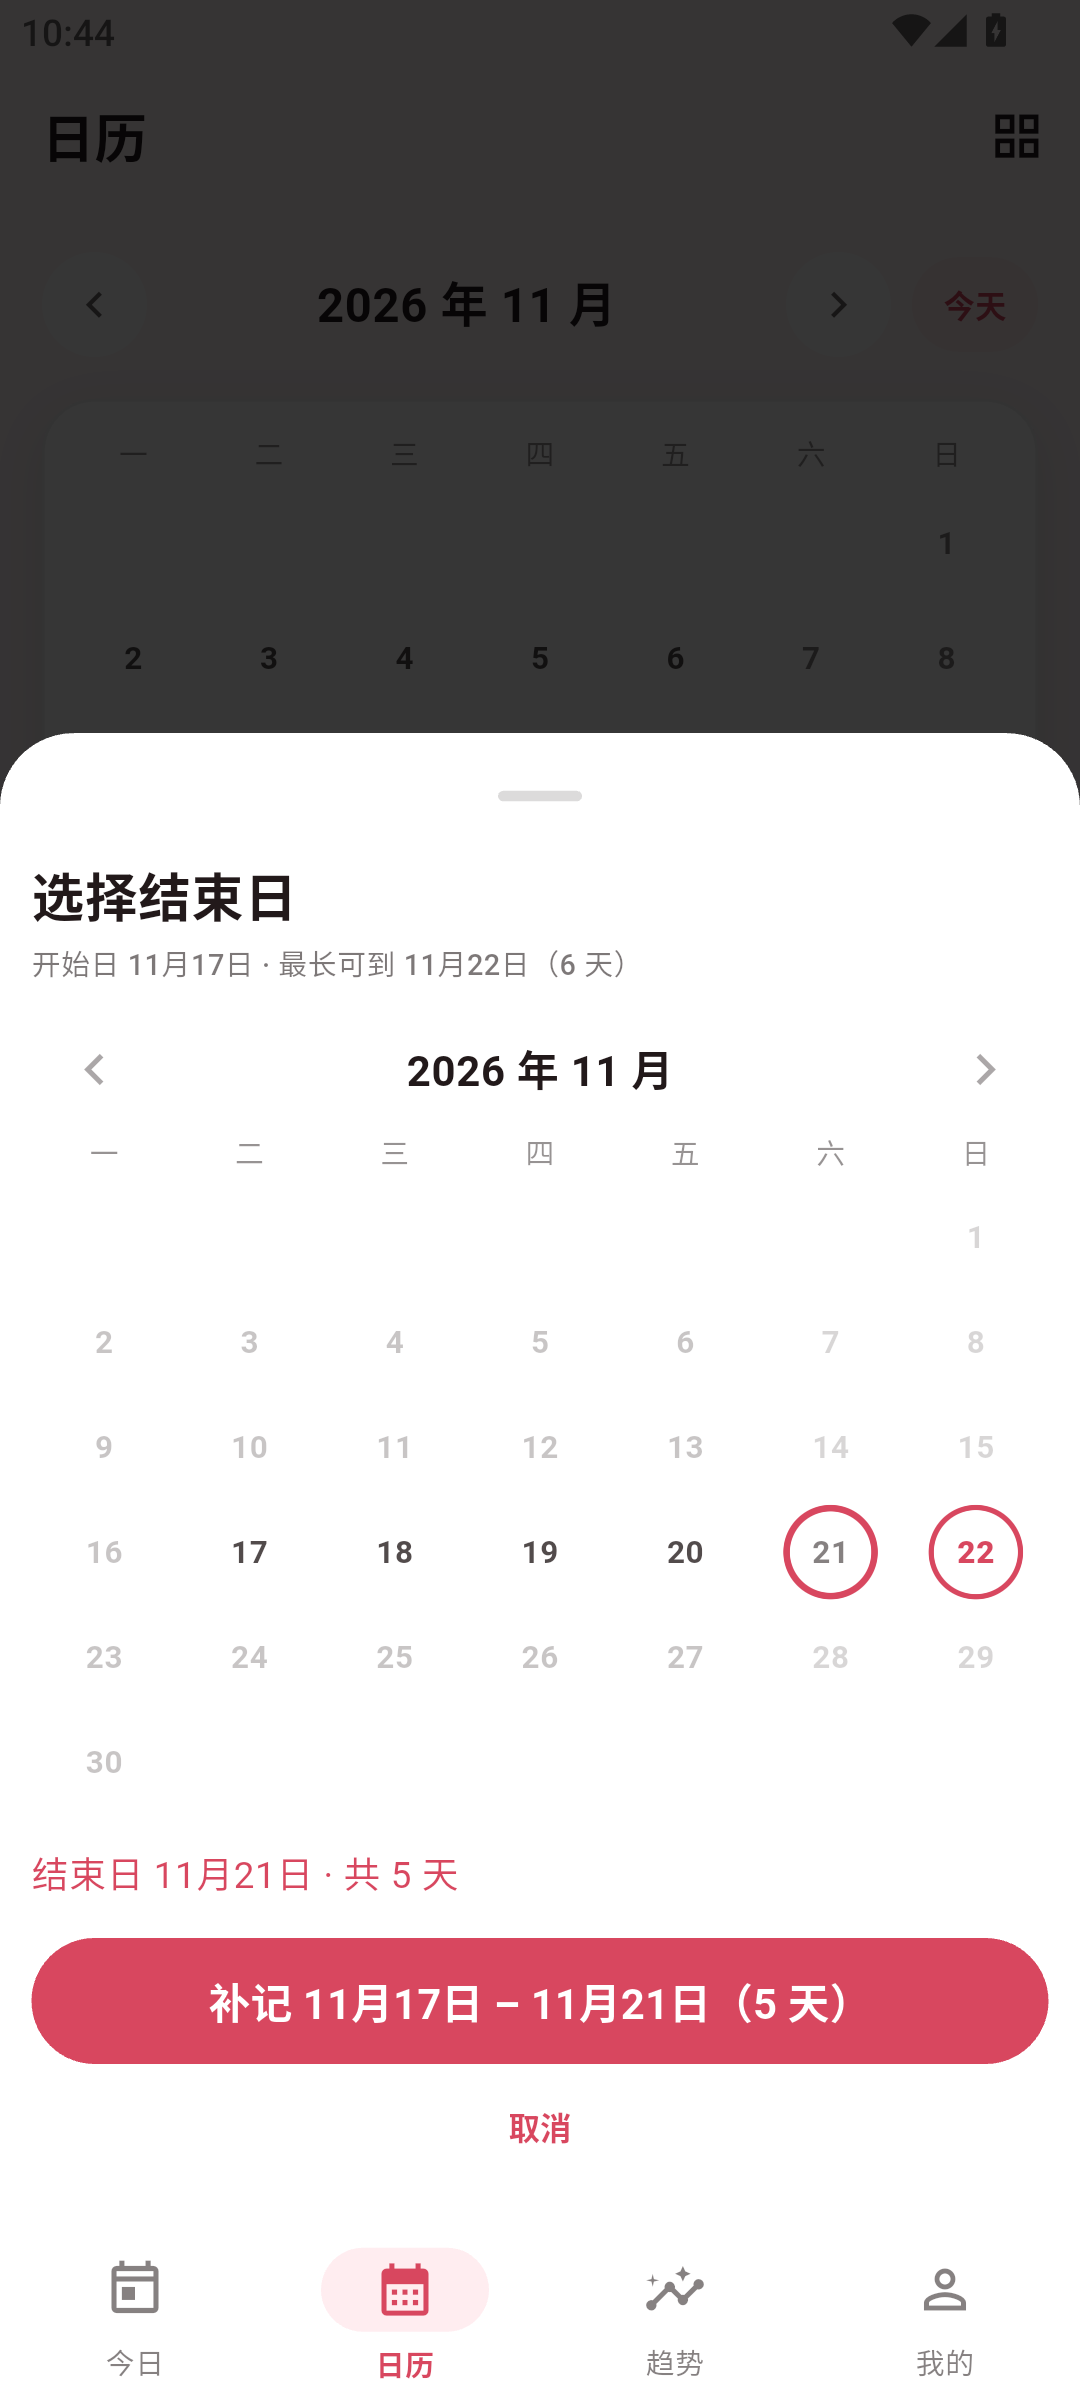 10:44
日历
2026 年 11 月
今天
一 二 三 四 五 六 日
1
2 3 4 5 6 7 8
选择结束日
开始日 11月17日 · 最长可到 11月22日（6 天）
2026 年 11 月
一 二 三 四 五 六 日
1
2 3 4 5 6 7 8
9 10 11 12 13 14 15
16 17 18 19 20 21 22
23 24 25 26 27 28 29
30
结束日 11月21日 · 共 5 天
补记 11月17日 – 11月21日（5 天）
取消
今日 日历 趋势 我的